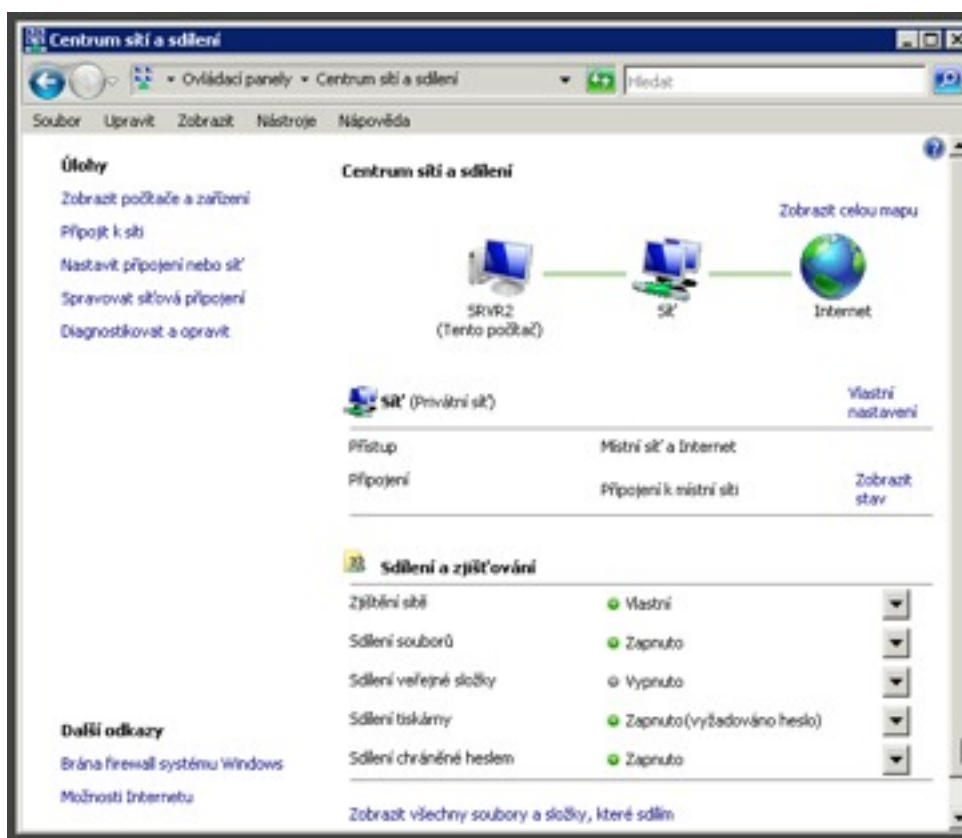 Centrum sítí a sdílení
Ovládací panely Centrum sítí a sdílení Hledat
Soubor Upravit Zobrazit Nástroje Nápověda
Úlohy
Zobrazit počítače a zařízení
Připojit k síti
Nastavit připojení nebo síť
Spravovat síťová připojení
Diagnostikovat a opravit
Další odkazy
Brána firewall systému Windows
Možnosti Internetu
Centrum sítí a sdílení
Zobrazit celou mapu
SRVR2
(Tento počítač)
Síť
Internet
Síť (Privátní síť)
Vlastní
nastavení
Přístup Místní síť a Internet
Připojení Připojení k místní síti
Zobrazit
stav
Sdílení a zjišťování
Zjištění sítě Vlastní
Sdílení souborů Zapnuto
Sdílení veřejné složky Vypnuto
Sdílení tiskárny Zapnuto(vyžadováno heslo)
Sdílení chráněné heslem Zapnuto
Zobrazit všechny soubory a složky, které sdílím